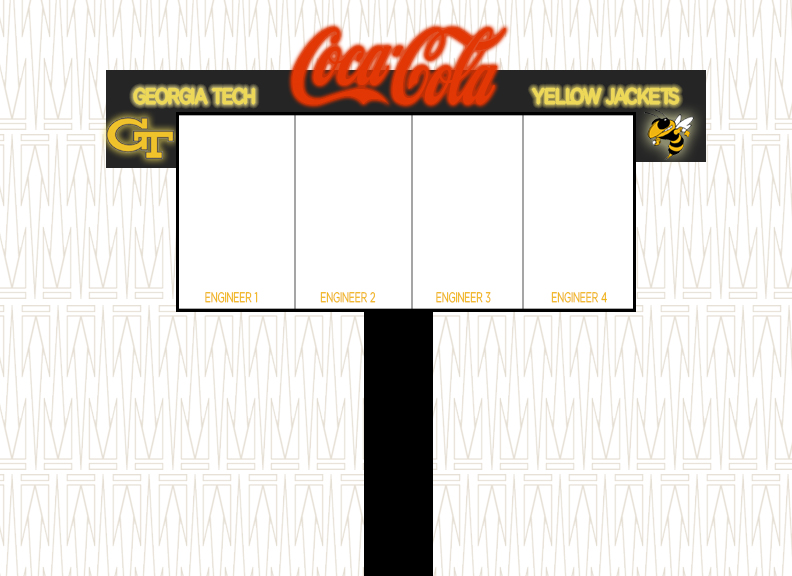 Coca-Cola
GEORGIA TECH
YELLOW JACKETS
GT
ENGINEER 1
ENGINEER 2
ENGINEER 3
ENGINEER 4